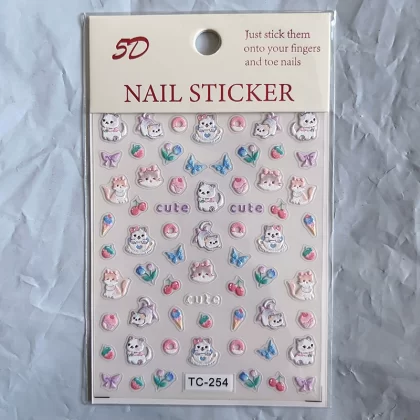 5D
Just stick them
onto your fingers
and toe nails
NAIL STICKER
cute cute
cute
TC-254